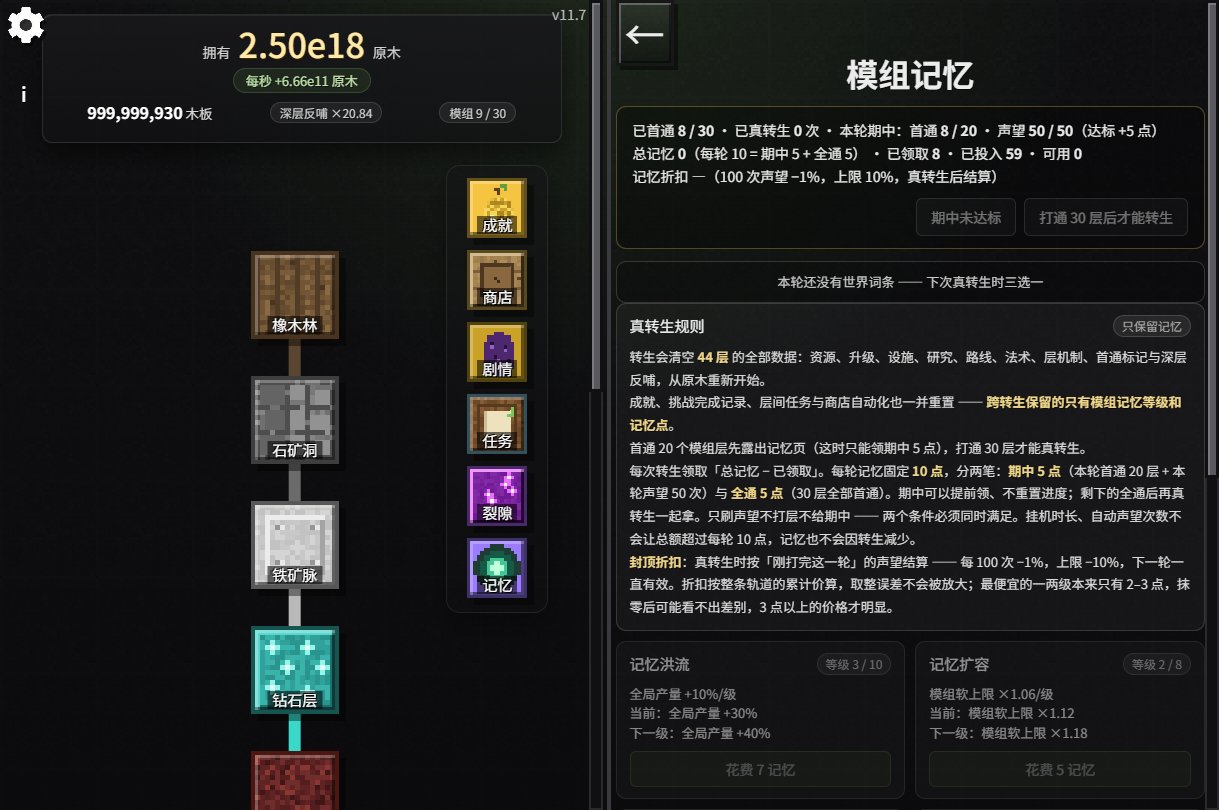 v11.7
拥有 2.50e18 原木
每秒 +6.66e11 原木
i
999,999,930 木板
深层反哺 ×20.84
模组 9 / 30
成就
商店
剧情
任务
裂隙
记忆
橡木林
石矿洞
铁矿脉
钻石层
模组记忆
已首通 8 / 30 • 已真转生 0 次 • 本轮期中：首通 8 / 20 • 声望 50 / 50（达标 +5 点）
总记忆 0（每轮 10 = 期中 5 + 全通 5） • 已领取 8 • 已投入 59 • 可用 0
记忆折扣 —（100 次声望 −1%，上限 10%，真转生后结算）
期中未达标
打通 30 层后才能转生
本轮还没有世界词条 —— 下次真转生时三选一
真转生规则
只保留记忆
转生会清空 44 层 的全部数据：资源、升级、设施、研究、路线、法术、层机制、首通标记与深层
反哺，从原木重新开始。
成就、挑战完成记录、层间任务与商店自动化也一并重置 —— 跨转生保留的只有模组记忆等级和
记忆点。
首通 20 个模组层先露出记忆页（这时只能领期中 5 点），打通 30 层才能真转生。
每次转生领取「总记忆 − 已领取」。每轮记忆固定 10 点，分两笔：期中 5 点（本轮首通 20 层 + 本
轮声望 50 次）与 全通 5 点（30 层全部首通）。期中可以提前领、不重置进度；剩下的全通后再真
转生一起拿。只刷声望不打层不给期中 —— 两个条件必须同时满足。挂机时长、自动声望次数不
会让总额超过每轮 10 点，记忆也不会因转生减少。
封顶折扣：真转生时按「刚打完这一轮」的声望结算 —— 每 100 次 −1%，上限 −10%，下一轮一
直有效。折扣按整条轨道的累计价算，取整误差不会被放大；最便宜的一两级本来只有 2–3 点，抹
零后可能看不出差别，3 点以上的价格才明显。
记忆洪流
等级 3 / 10
全局产量 +10%/级
当前：全局产量 +30%
下一级：全局产量 +40%
花费 7 记忆
记忆扩容
等级 2 / 8
模组软上限 ×1.06/级
当前：模组软上限 ×1.12
下一级：模组软上限 ×1.18
花费 5 记忆